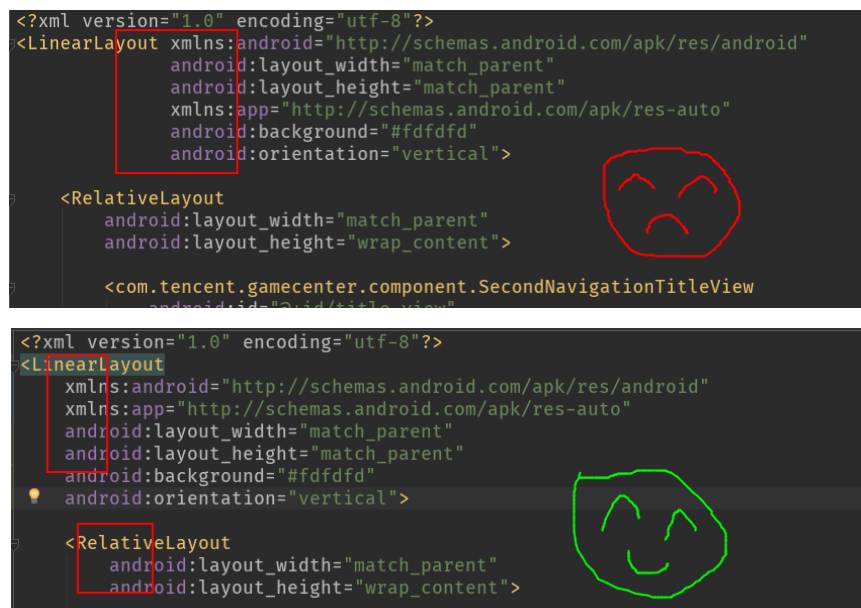 <?xml version="1.0" encoding="utf-8"?>
<LinearLayout xmlns:android="http://schemas.android.com/apk/res/android"
android:layout_width="match_parent"
android:layout_height="match_parent"
xmlns:app="http://schemas.android.com/apk/res-auto"
android:background="#fdfdfd"
android:orientation="vertical">
<RelativeLayout
android:layout_width="match_parent"
android:layout_height="wrap_content">
<com.tencent.gamecenter.component.SecondNavigationTitleView
android:id="@+id/title_view"
<?xml version="1.0" encoding="utf-8"?>
<LinearLayout
xmlns:android="http://schemas.android.com/apk/res/android"
xmlns:app="http://schemas.android.com/apk/res-auto"
android:layout_width="match_parent"
android:layout_height="match_parent"
android:background="#fdfdfd"
android:orientation="vertical">
<RelativeLayout
android:layout_width="match_parent"
android:layout_height="wrap_content">